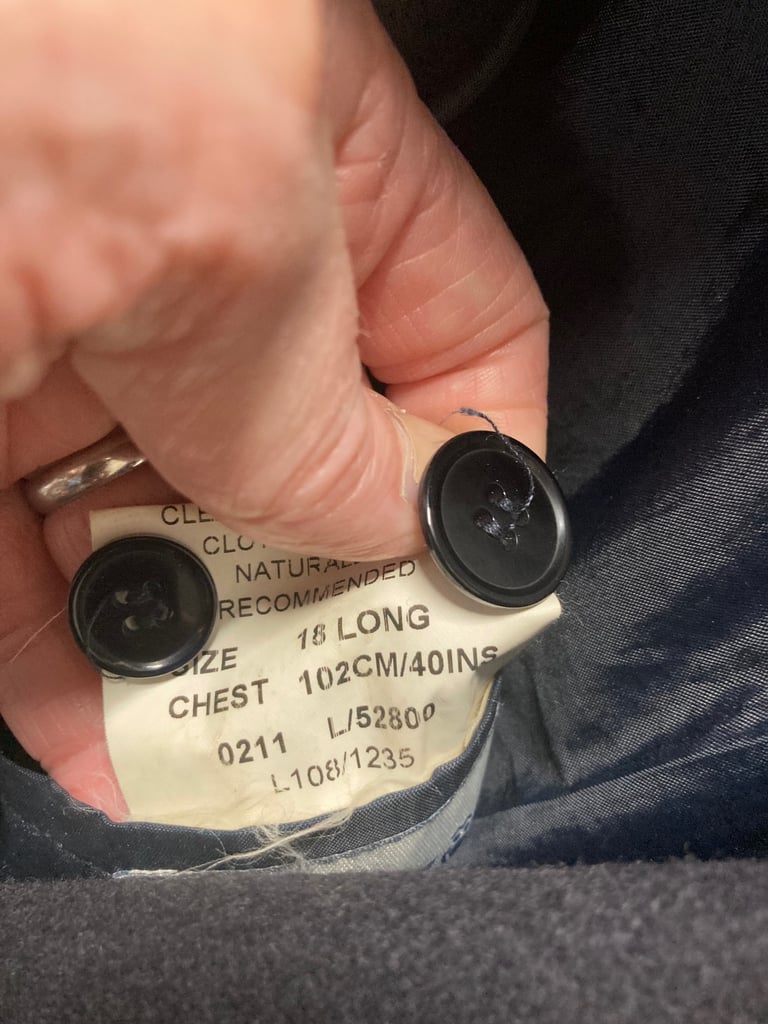 NATURAL
RECOMMENDED
SIZE 18 LONG
CHEST 102CM/40INS
0211 L/52800
L108/1235